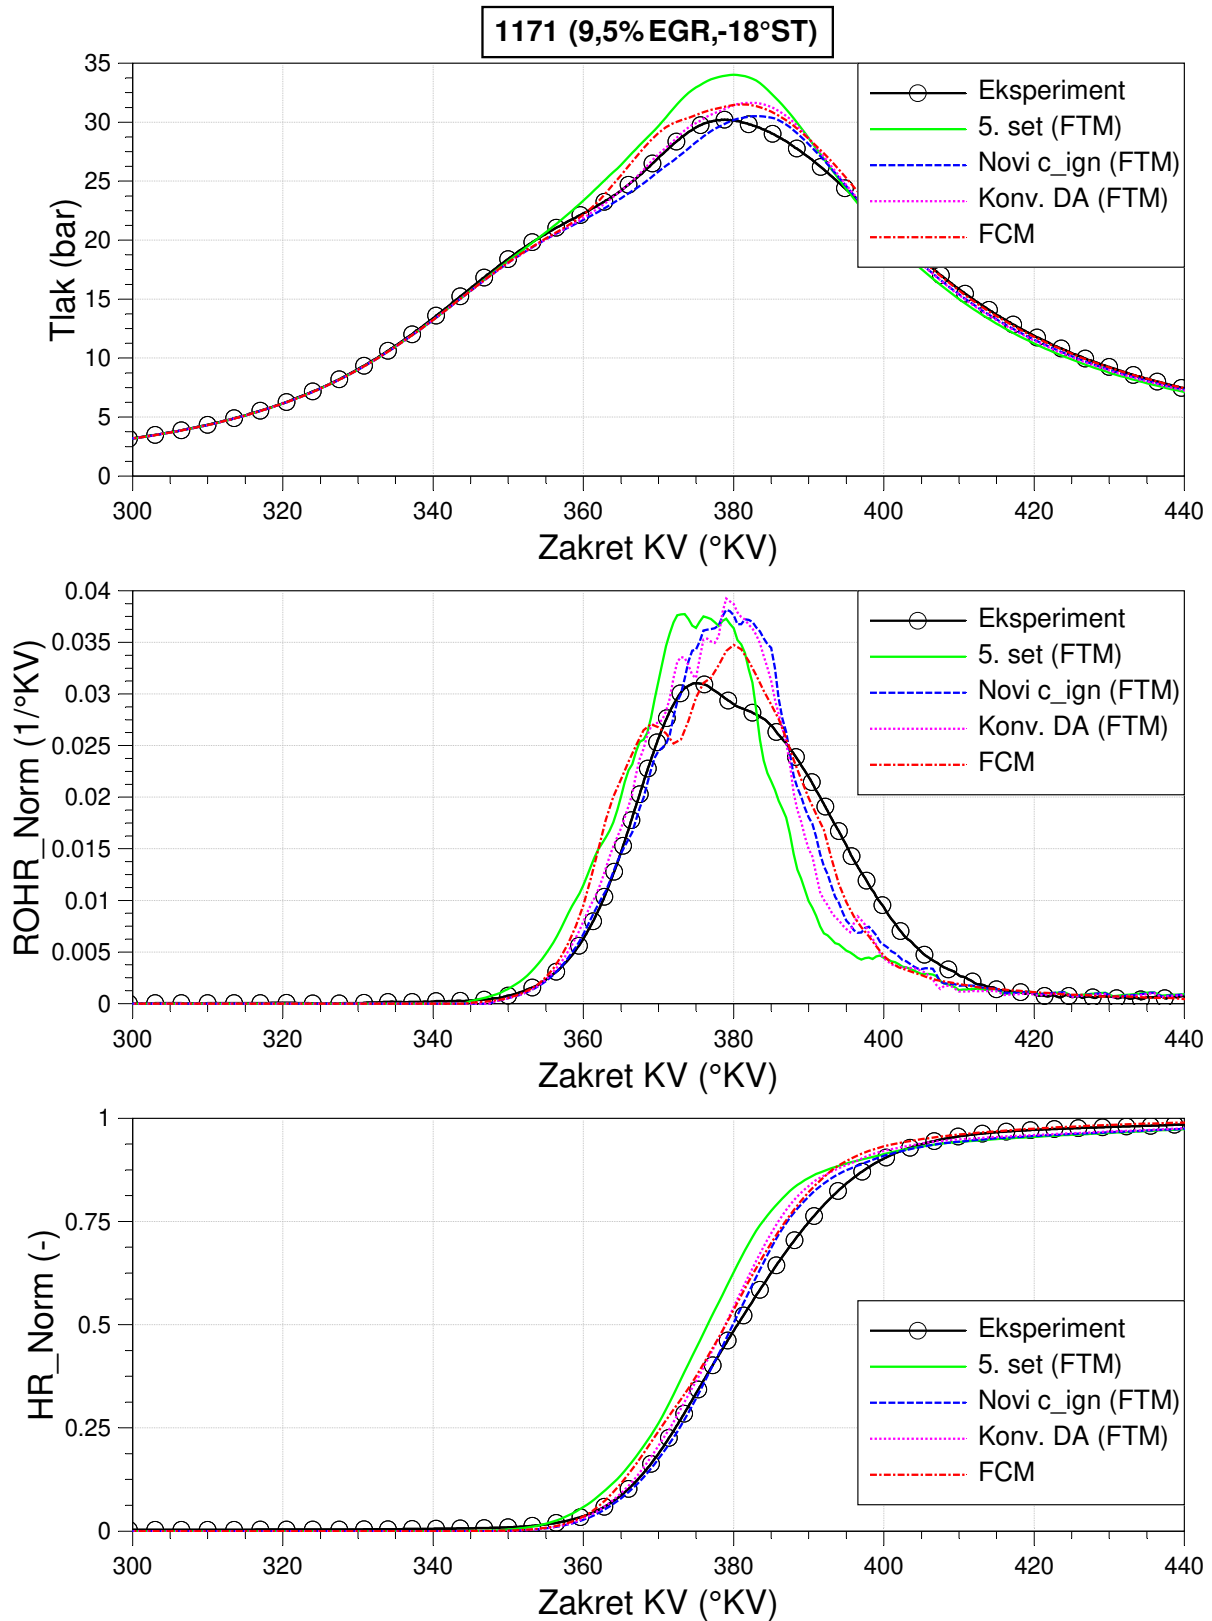 1171 (9,5% EGR,-18°ST)
35
30
25
20
15
10
5
0
Tlak (bar)
Eksperiment
5. set (FTM)
Novi c_ign (FTM)
Konv. DA (FTM)
FCM
300 320 340 360 380 400 420 440
Zakret KV (°KV)
0.04
0.035
0.03
0.025
0.02
0.015
0.01
0.005
0
ROHR_Norm (1/°KV)
Eksperiment
5. set (FTM)
Novi c_ign (FTM)
Konv. DA (FTM)
FCM
300 320 340 360 380 400 420 440
Zakret KV (°KV)
1
0.75
0.5
0.25
0
HR_Norm (-)
Eksperiment
5. set (FTM)
Novi c_ign (FTM)
Konv. DA (FTM)
FCM
300 320 340 360 380 400 420 440
Zakret KV (°KV)